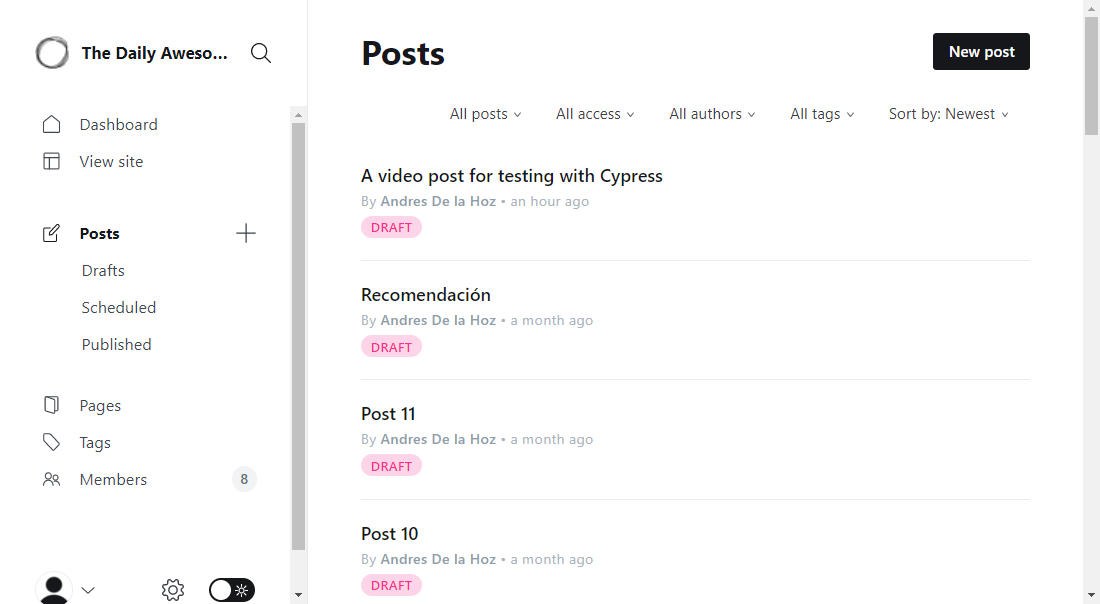 The Daily Aweso...
Dashboard
View site
Posts
Drafts
Scheduled
Published
Pages
Tags
Members 8
Posts
New post
All posts All access All authors All tags Sort by: Newest
A video post for testing with Cypress
By Andres De la Hoz • an hour ago
DRAFT
Recomendación
By Andres De la Hoz • a month ago
DRAFT
Post 11
By Andres De la Hoz • a month ago
DRAFT
Post 10
By Andres De la Hoz • a month ago
DRAFT